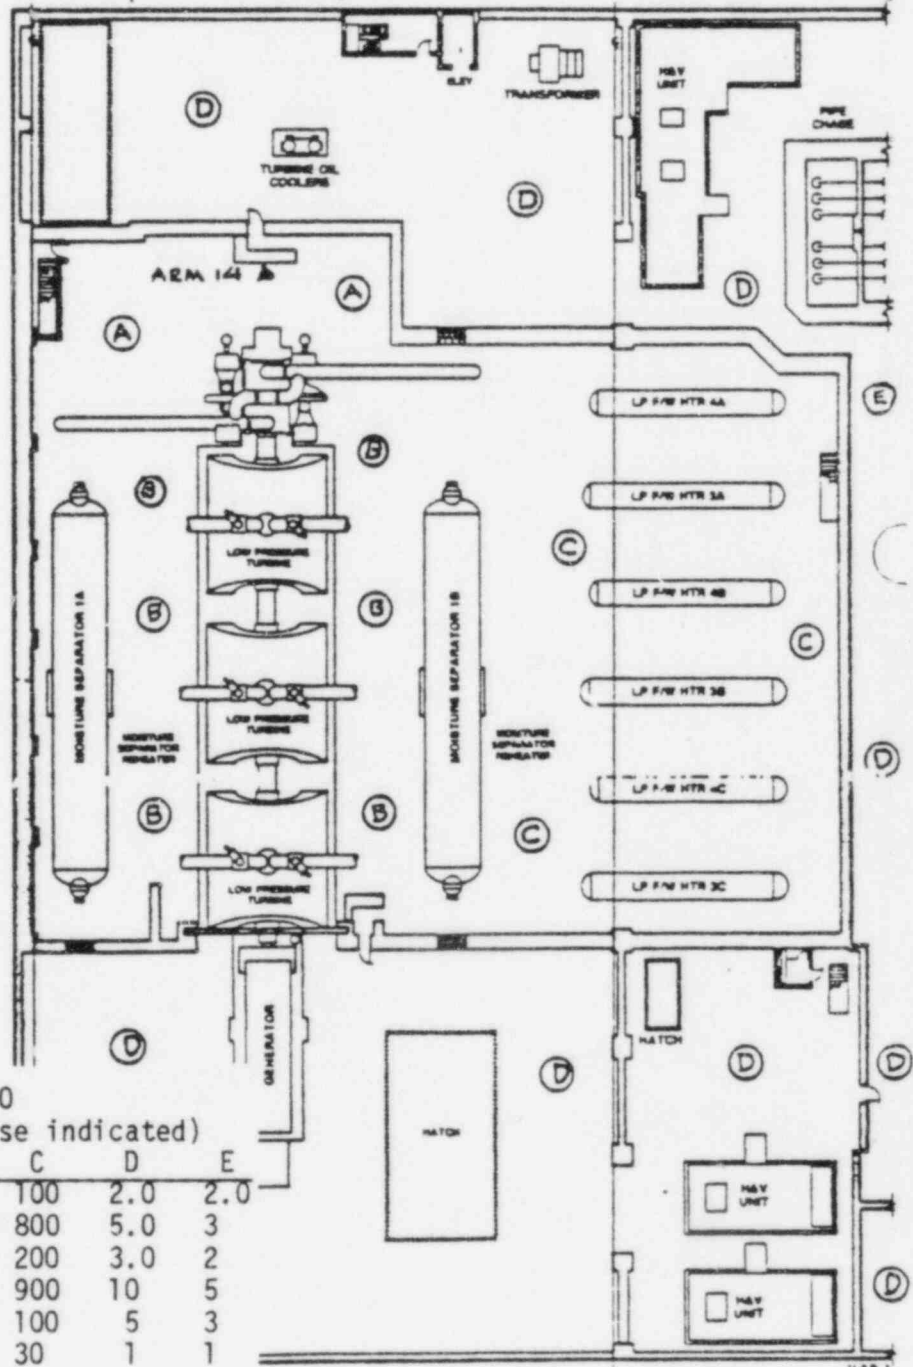 ELEV
TRANSFORMER
H&V
UNIT
PIPE
CHASE
D
TURBINE OIL
COOLERS
D
D
ARM 14
A
A
E
LP F/W HTR 4A
B
B
LP F/W HTR 3A
LOW PRESSURE
TURBINE
C
LP F/W HTR 4B
MOISTURE SEPARATOR 1A
B
B
MOISTURE SEPARATOR 1B
C
LP F/W HTR 3B
LOW PRESSURE
TURBINE
MOISTURE
SEPARATOR
REHEATER
MOISTURE
SEPARATOR
REHEATER
D
LP F/W HTR 4C
B
B
C
LOW PRESSURE
TURBINE
LP F/W HTR 3C
GENERATOR
HATCH
D
D
D
D
HATCH
O
se indicated)
C D E
100 2.0 2.0
800 5.0 3
200 3.0 2
900 10 5
100 5 3
30 1 1
H&V
UNIT
D
H&V
UNIT